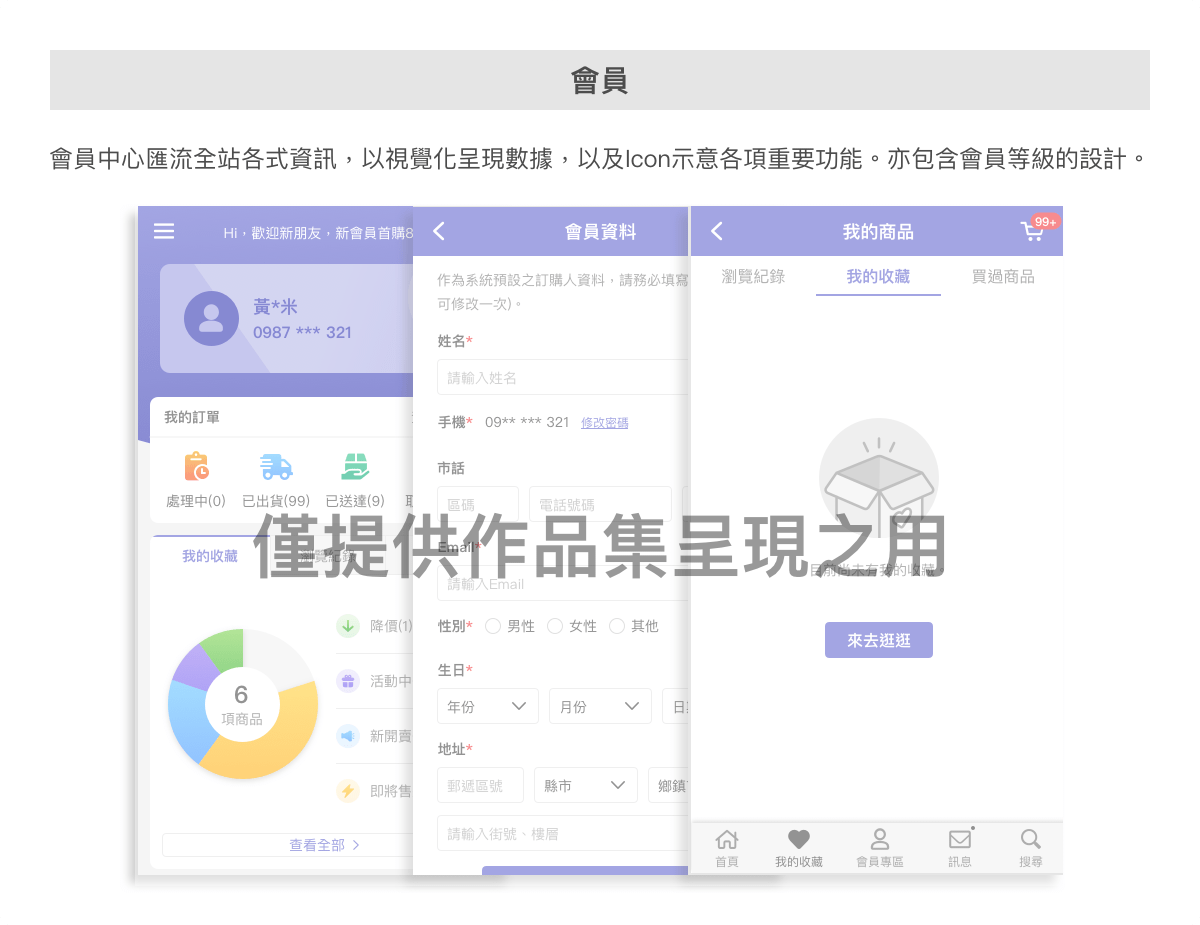 會員
會員中心匯流全站各式資訊，以視覺化呈現數據，以及Icon示意各項重要功能。亦包含會員等級的設計。
Hi，歡迎新朋友，新會員首購8
黃*米
0987 *** 321
我的訂單
處理中(0)
已出貨(99)
已送達(9)
我的收藏
瀏覽紀錄
6
項商品
降價(1)
活動中
新開賣
即將售
查看全部
會員資料
作為系統預設之訂購人資料，請務必填寫
可修改一次)。
姓名*
請輸入姓名
手機* 09** *** 321 修改密碼
市話
區碼
電話號碼
Email*
請輸入Email
性別* 男性 女性 其他
生日*
年份
月份
地址*
郵遞區號
縣市
鄉鎮
請輸入街號、樓層
我的商品
99+
瀏覽紀錄
我的收藏
買過商品
目前尚未有我的收藏。
來去逛逛
首頁
我的收藏
會員專區
訊息
搜尋
僅提供作品集呈現之用